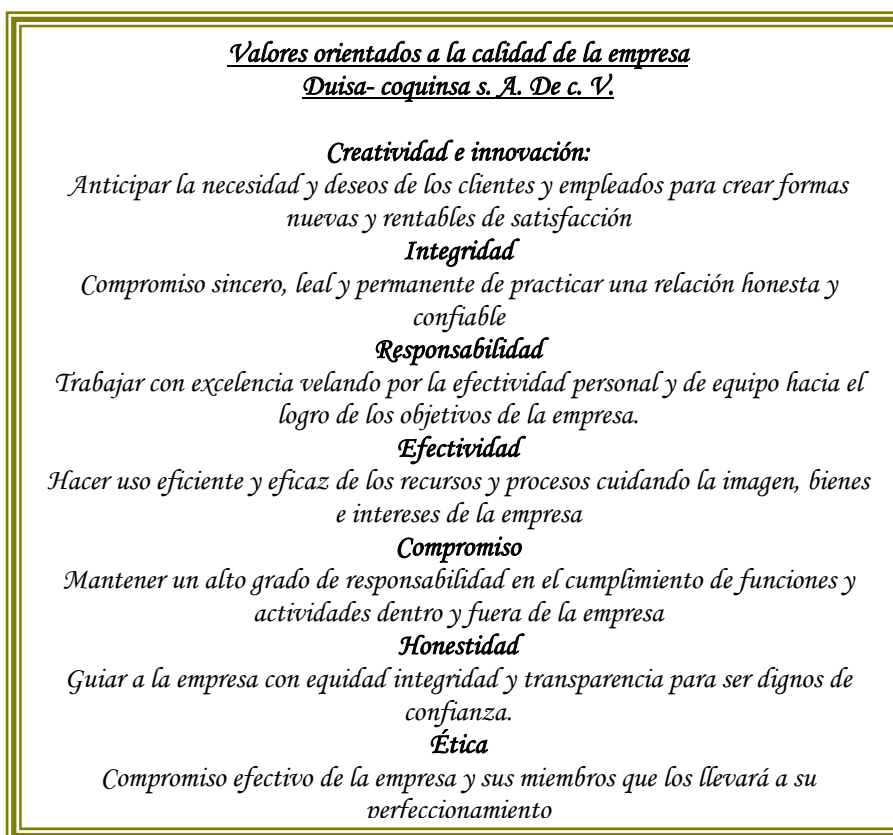 Valores orientados a la calidad de la empresa
Duisa- coquinsa s. A. De c. V.
Creatividad e innovación:
Anticipar la necesidad y deseos de los clientes y empleados para crear formas
nuevas y rentables de satisfacción
Integridad
Compromiso sincero, leal y permanente de practicar una relación honesta y
confiable
Responsabilidad
Trabajar con excelencia velando por la efectividad personal y de equipo hacia el
logro de los objetivos de la empresa.
Efectividad
Hacer uso eficiente y eficaz de los recursos y procesos cuidando la imagen, bienes
e intereses de la empresa
Compromiso
Mantener un alto grado de responsabilidad en el cumplimiento de funciones y
actividades dentro y fuera de la empresa
Honestidad
Guiar a la empresa con equidad integridad y transparencia para ser dignos de
confianza.
Ética
Compromiso efectivo de la empresa y sus miembros que los llevará a su
perfeccionamiento